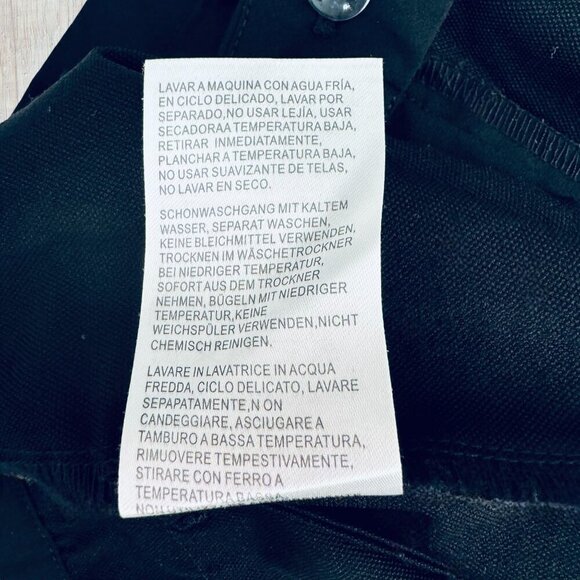 LAVAR A MAQUINA CON AGUA FRÍA,
EN CICLO DELICADO, LAVAR POR
SEPARADO,NO USAR LEJÍA, USAR
SECADORAA TEMPERATURA BAJA,
RETIRAR INMEDIATAMENTE,
PLANCHAR A TEMPERATURA BAJA,
NO USAR SUAVIZANTE DE TELAS,
NO LAVAR EN SECO.
SCHONWASCHGANG MIT KALTEM
WASSER, SEPARAT WASCHEN,
KEINE BLEICHMITTEL VERWENDEN,
TROCKNEN IM WÄSCHETROCKNER
BEI NIEDRIGER TEMPERATUR,
SOFORT AUS DEM TROCKNER
NEHMEN, BÜGELN MIT NIEDRIGER
TEMPERATUR,KEINE
WEICHSPÜLER VERWENDEN,NICHT
CHEMISCH REINIGEN.
LAVARE IN LAVATRICE IN ACQUA
FREDDA, CICLO DELICATO, LAVARE
SEPAPATAMENTE,N ON
CANDEGGIARE, ASCIUGARE A
TAMBURO A BASSA TEMPERATURA,
RIMUOVERE TEMPESTIVAMENTE,
STIRARE CON FERRO A
TEMPERATURA BASSA
NON